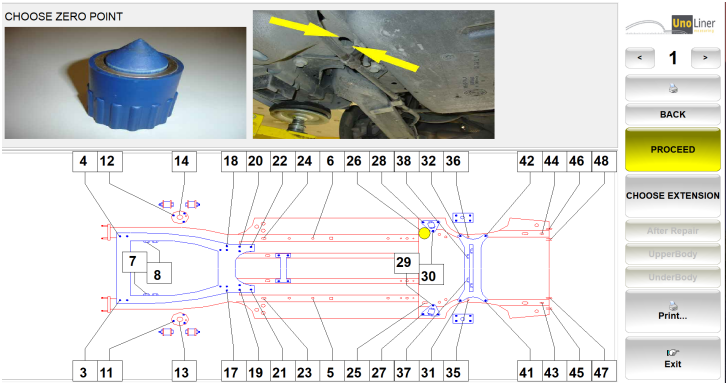 CHOOSE ZERO POINT
UnoLiner
< 1 >
BACK
PROCEED
CHOOSE EXTENSION
After Repair
UpperBody
UnderBody
Print...
Exit
4 12 14 18 20 22 24 6 26 28 38 32 36 42 44 46 48
7 8 29 30
3 11 13 17 19 21 23 5 25 27 37 31 35 41 43 45 47